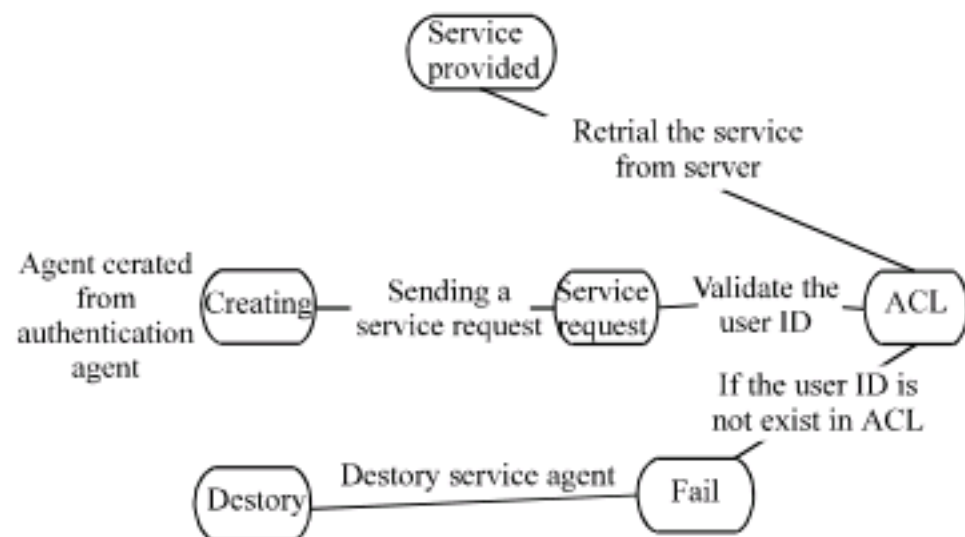 Service
provided
Retrial the service
from server
Agent cerated
from
authentication
agent
Creating
Sending a
service request
Service
request
Validate the
user ID
ACL
If the user ID is
not exist in ACL
Destory
Destory service agent
Fail